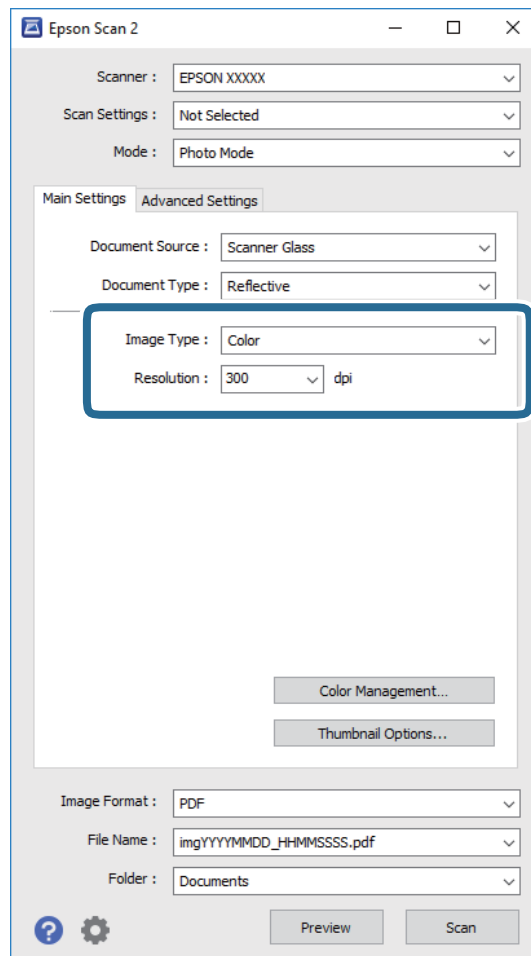 Epson Scan 2
Scanner : EPSON XXXXX
Scan Settings : Not Selected
Mode : Photo Mode
Main Settings Advanced Settings
Document Source : Scanner Glass
Document Type : Reflective
Image Type : Color
Resolution : 300 dpi
Color Management...
Thumbnail Options...
Image Format : PDF
File Name : imgYYYYMMDD_HHMMSSSS.pdf
Folder : Documents
? Preview Scan